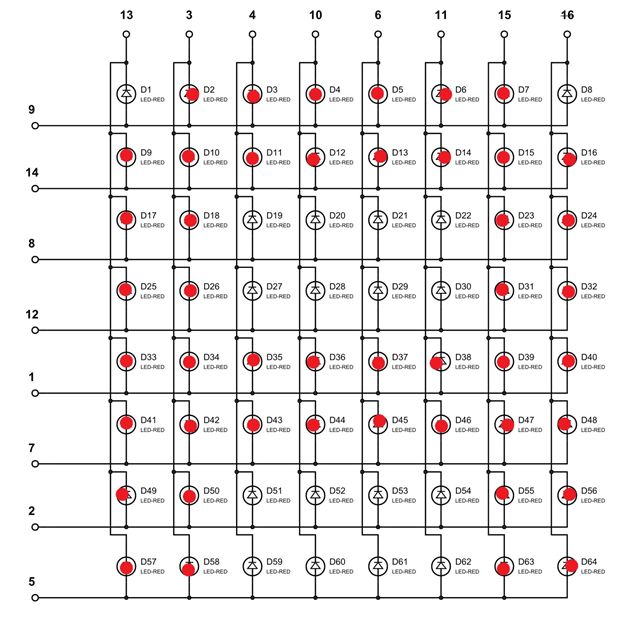 13 3 4 10 6 11 15 16
D1 D2 D3 D4 D5 D6 D7 D8
LED-RED LED-RED LED-RED LED-RED LED-RED LED-RED LED-RED LED-RED
9
D9 D10 D11 D12 D13 D14 D15 D16
LED-RED LED-RED LED-RED LED-RED LED-RED LED-RED LED-RED LED-RED
14
D17 D18 D19 D20 D21 D22 D23 D24
LED-RED LED-RED LED-RED LED-RED LED-RED LED-RED LED-RED LED-RED
8
D25 D26 D27 D28 D29 D30 D31 D32
LED-RED LED-RED LED-RED LED-RED LED-RED LED-RED LED-RED LED-RED
12
D33 D34 D35 D36 D37 D38 D39 D40
LED-RED LED-RED LED-RED LED-RED LED-RED LED-RED LED-RED LED-RED
1
D41 D42 D43 D44 D45 D46 D47 D48
LED-RED LED-RED LED-RED LED-RED LED-RED LED-RED LED-RED LED-RED
7
D49 D50 D51 D52 D53 D54 D55 D56
LED-RED LED-RED LED-RED LED-RED LED-RED LED-RED LED-RED LED-RED
2
D57 D58 D59 D60 D61 D62 D63 D64
LED-RED LED-RED LED-RED LED-RED LED-RED LED-RED LED-RED LED-RED
5